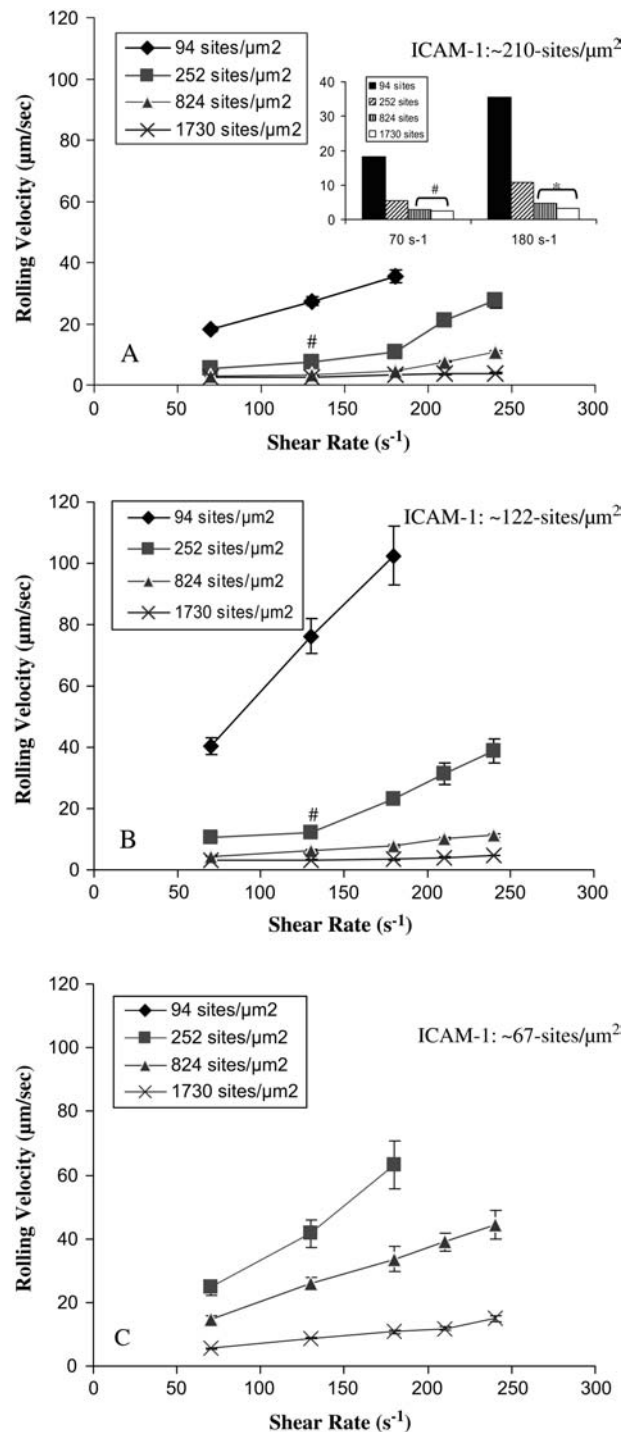 120
100
80
60
40
20
0
Rolling Velocity (µm/sec)
94 sites/µm2
252 sites/µm2
824 sites/µm2
1730 sites/µm2
ICAM-1:~210-sites/µm²
40
30
20
10
0
94 sites
252 sites
824 sites
1730 sites
#
*
70 s-1 180 s-1
#
A
0 50 100 150 200 250 300
Shear Rate (s⁻¹)
120
100
80
60
40
20
0
Rolling Velocity (µm/sec)
94 sites/µm2
252 sites/µm2
824 sites/µm2
1730 sites/µm2
ICAM-1: ~122-sites/µm²
#
B
0 50 100 150 200 250 300
Shear Rate (s⁻¹)
120
100
80
60
40
20
0
Rolling Velocity (µm/sec)
94 sites/µm2
252 sites/µm2
824 sites/µm2
1730 sites/µm2
ICAM-1: ~67-sites/µm²
C
0 50 100 150 200 250 300
Shear Rate (s⁻¹)